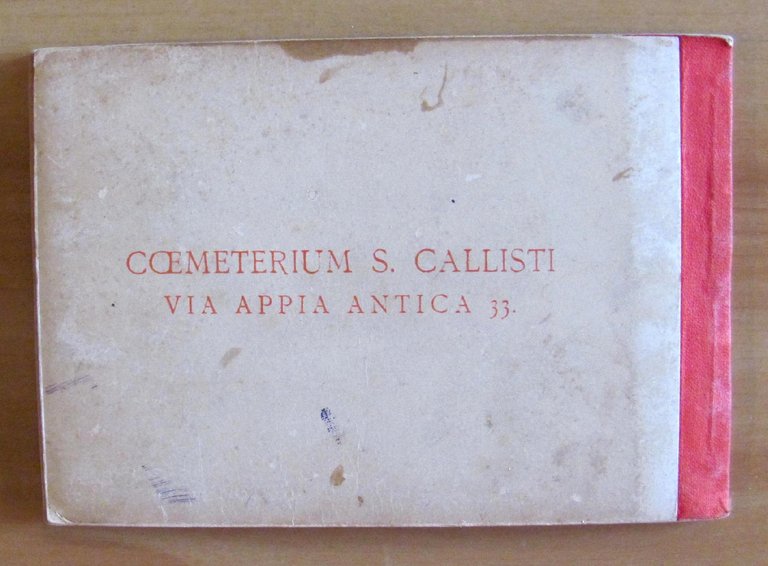 CŒMETERIUM S. CALLISTI
VIA APPIA ANTICA 33.